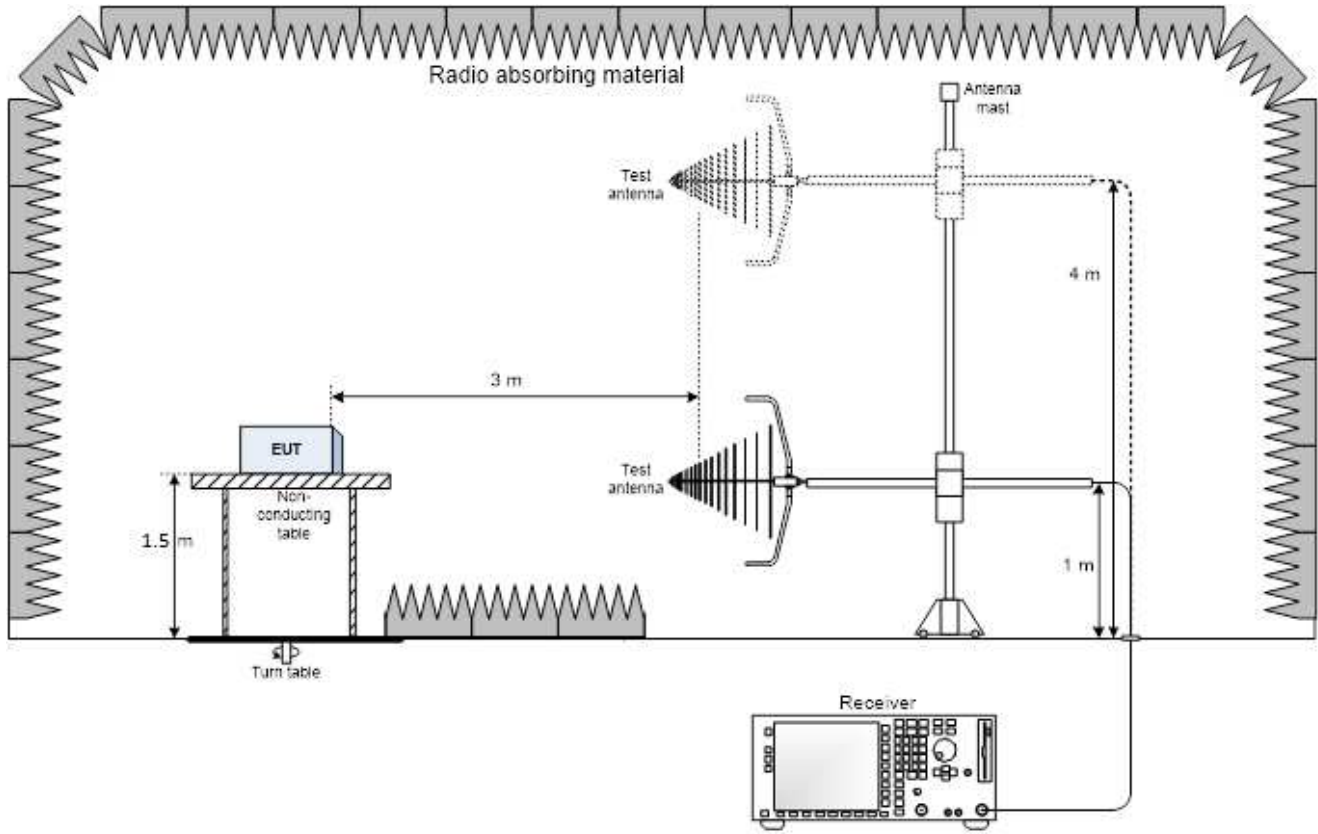 Radio absorbing material
Antenna
mast
Test
antenna
4 m
3 m
EUT
Test
antenna
Non-
conducting
table
1.5 m
1 m
Turn table
Receiver